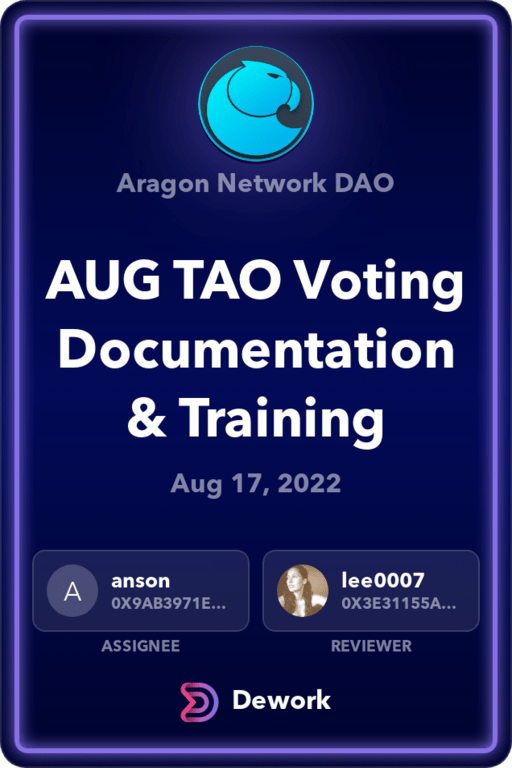 Aragon Network DAO
AUG TAO Voting
Documentation
& Training
Aug 17, 2022
A
anson
0X9AB3971E...
lee0007
0X3E31155A...
ASSIGNEE
REVIEWER
Dework